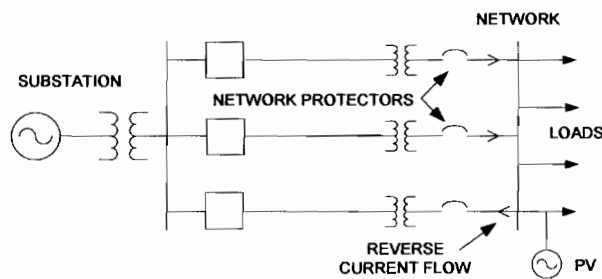 NETWORK
SUBSTATION
NETWORK PROTECTORS
LOADS
REVERSE
CURRENT FLOW
PV